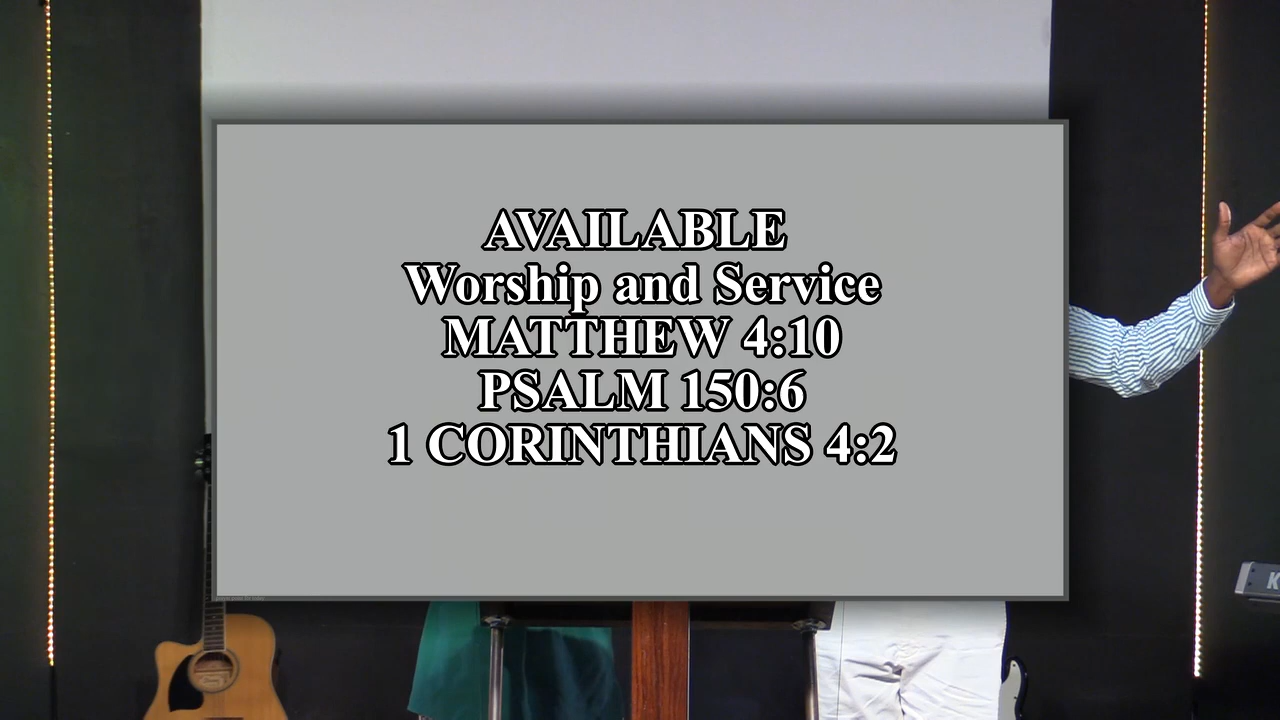 AVAILABLE
Worship and Service
MATTHEW 4:10
PSALM 150:6
1 CORINTHIANS 4:2
K